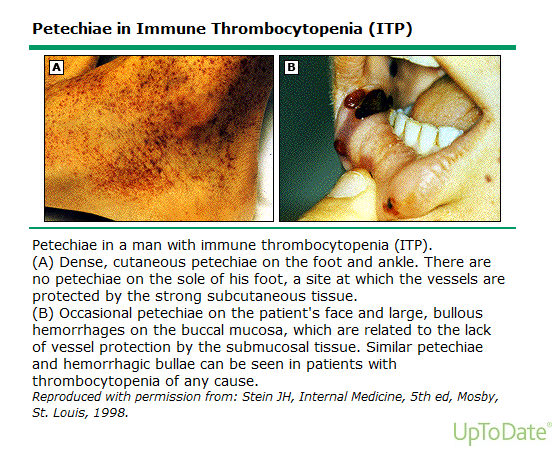 Petechiae in Immune Thrombocytopenia (ITP)
A
B
Petechiae in a man with immune thrombocytopenia (ITP).
(A) Dense, cutaneous petechiae on the foot and ankle. There are
no petechiae on the sole of his foot, a site at which the vessels are
protected by the strong subcutaneous tissue.
(B) Occasional petechiae on the patient's face and large, bullous
hemorrhages on the buccal mucosa, which are related to the lack
of vessel protection by the submucosal tissue. Similar petechiae
and hemorrhagic bullae can be seen in patients with
thrombocytopenia of any cause.
Reproduced with permission from: Stein JH, Internal Medicine, 5th ed, Mosby,
St. Louis, 1998.
UpToDate®